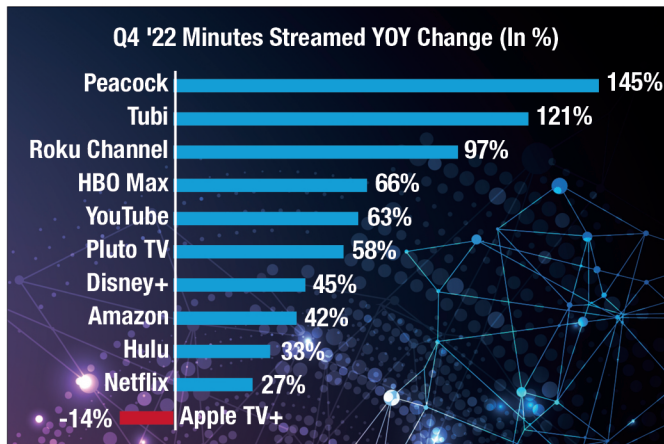 Q4 '22 Minutes Streamed YOY Change (In %)
Peacock 145%
Tubi 121%
Roku Channel 97%
HBO Max 66%
YouTube 63%
Pluto TV 58%
Disney+ 45%
Amazon 42%
Hulu 33%
Netflix 27%
-14% Apple TV+